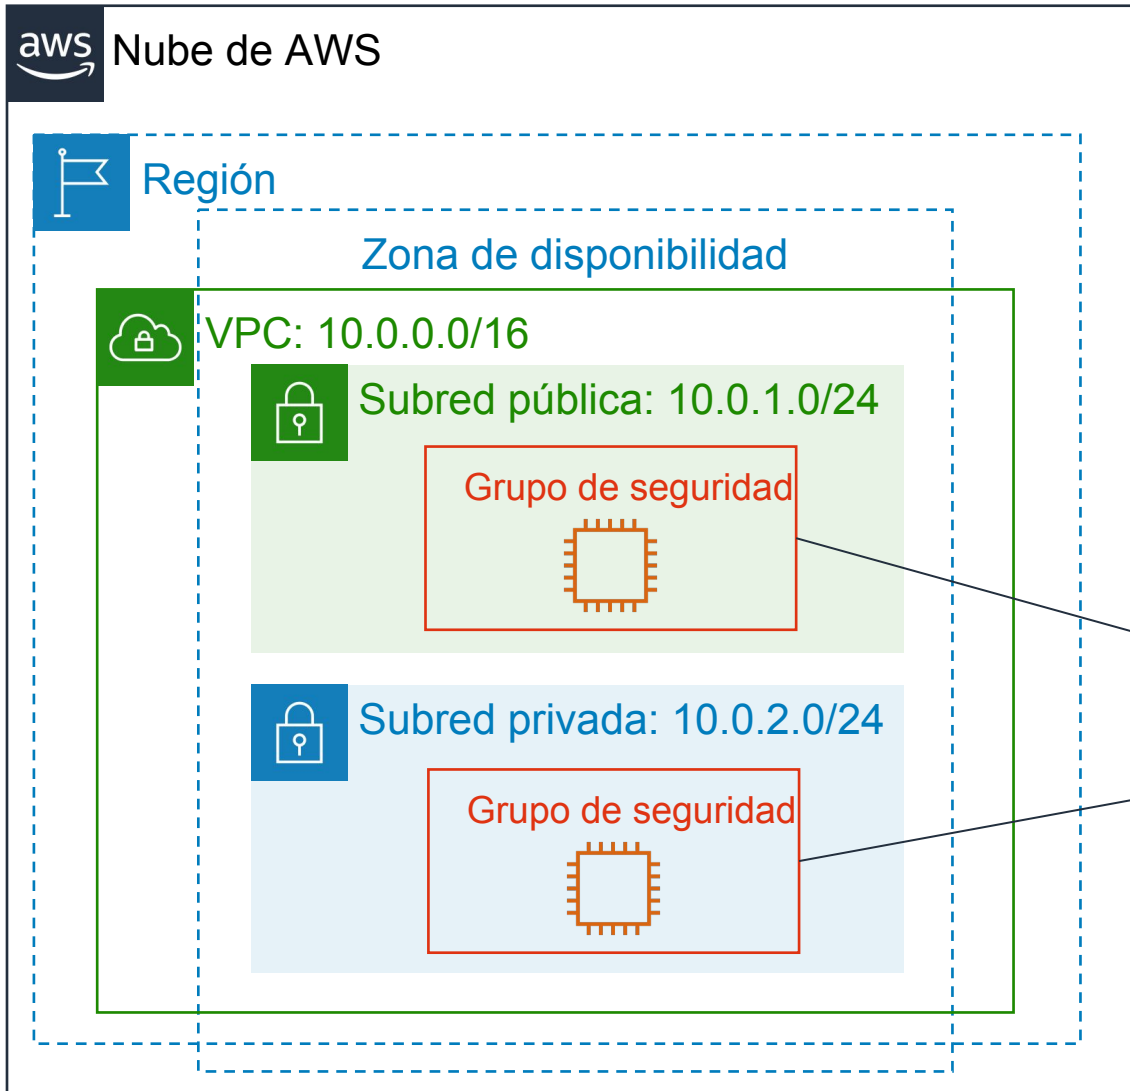 aws
Nube de AWS
Región
Zona de disponibilidad
VPC: 10.0.0.0/16
Subred pública: 10.0.1.0/24
Grupo de seguridad
Subred privada: 10.0.2.0/24
Grupo de seguridad